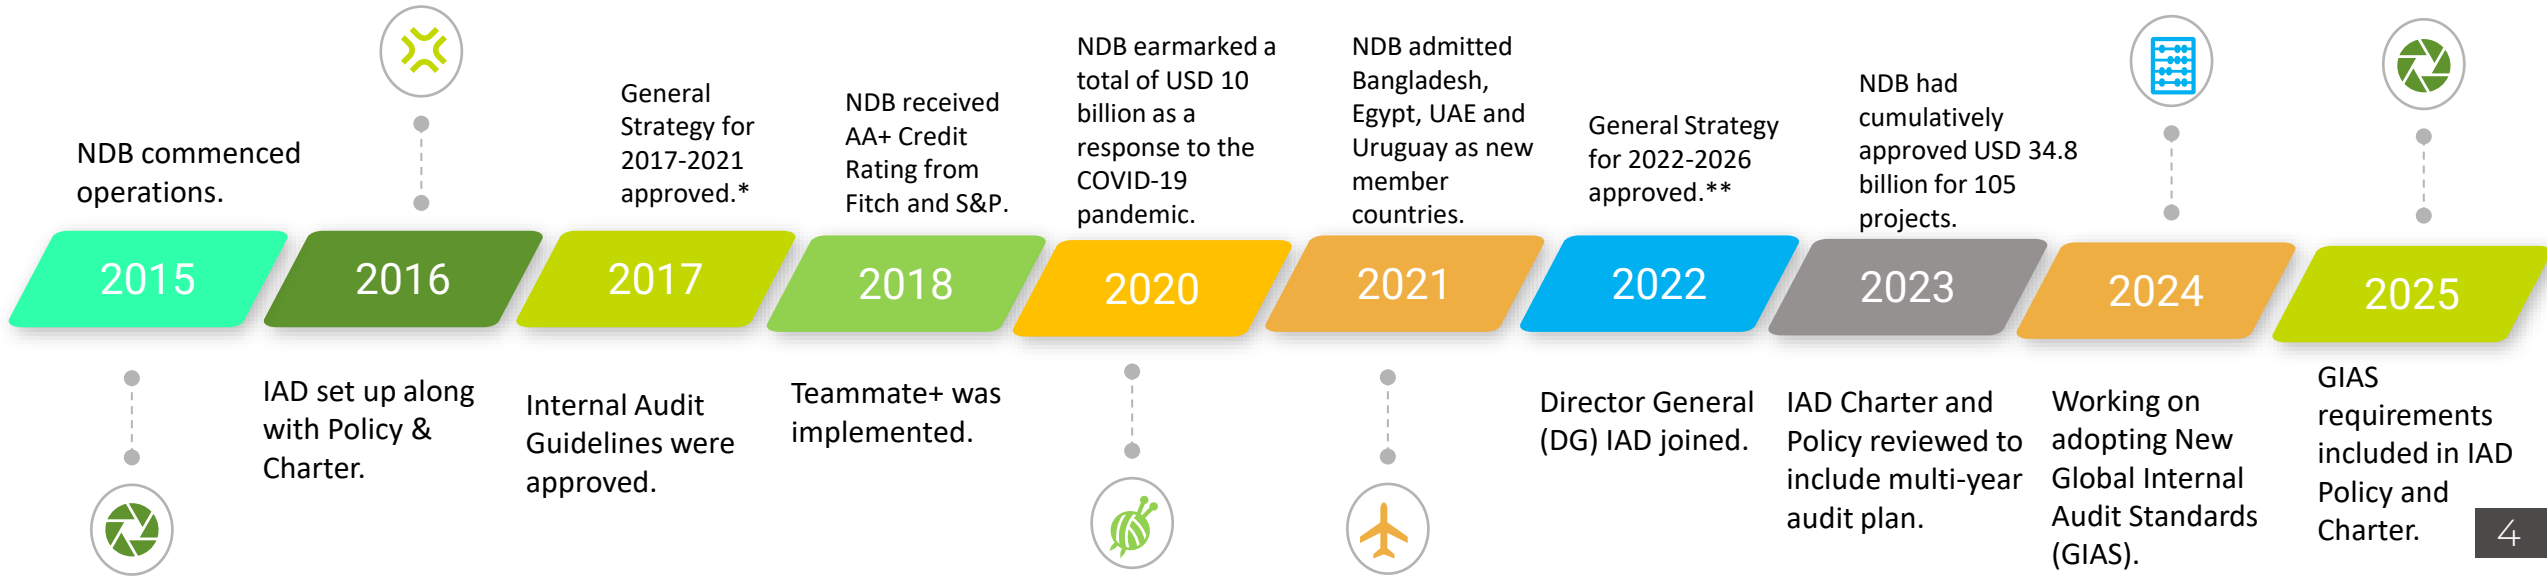 NDB commenced
operations.
General
Strategy for
2017-2021
approved.*
NDB received
AA+ Credit
Rating from
Fitch and S&P.
NDB earmarked a
total of USD 10
billion as a
response to the
COVID-19
pandemic.
NDB admitted
Bangladesh,
Egypt, UAE and
Uruguay as new
member
countries.
General Strategy
for 2022-2026
approved.**
NDB had
cumulatively
approved USD 34.8
billion for 105
projects.
2015
2016
2017
2018
2020
2021
2022
2023
2024
2025
IAD set up along
with Policy &
Charter.
Internal Audit
Guidelines were
approved.
Teammate+ was
implemented.
Director General
(DG) IAD joined.
IAD Charter and
Policy reviewed to
include multi-year
audit plan.
Working on
adopting New
Global Internal
Audit Standards
(GIAS).
GIAS
requirements
included in IAD
Policy and
Charter.
4